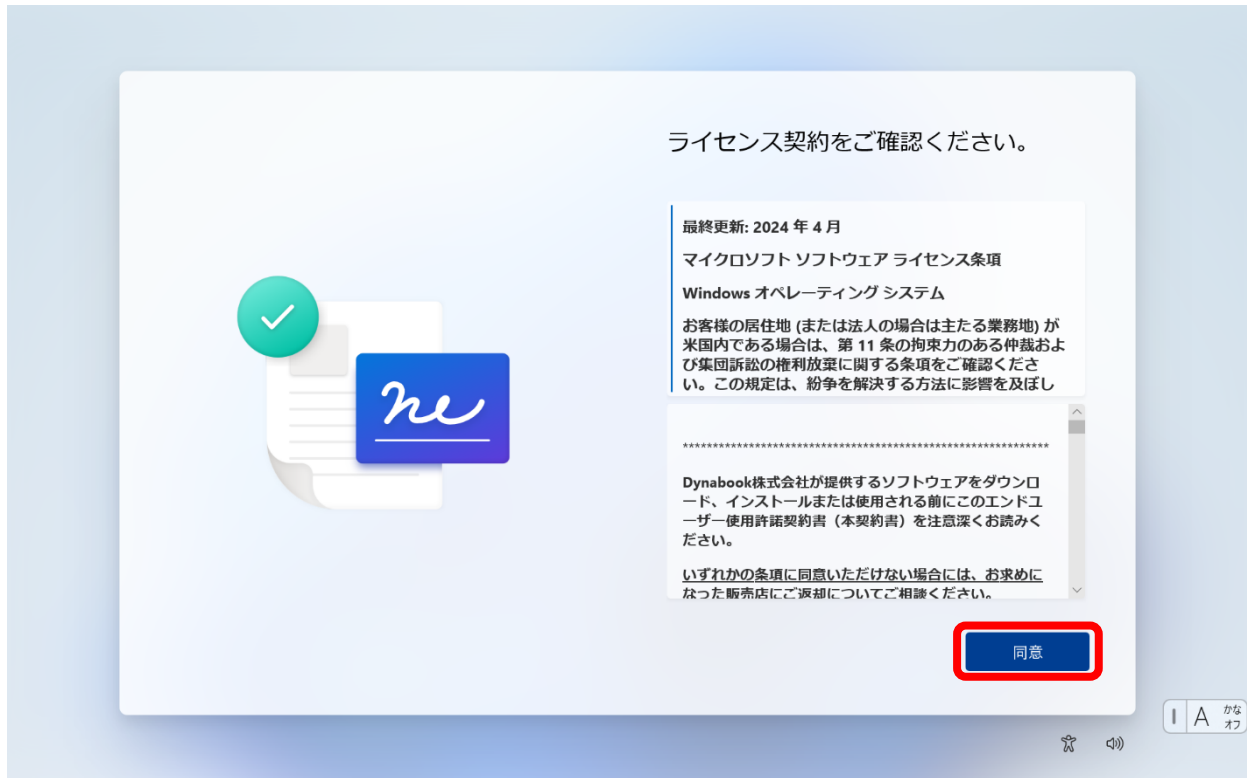 ライセンス契約をご確認ください。
最終更新: 2024 年 4 月
マイクロソフト ソフトウェア ライセンス条項
Windows オペレーティング システム
お客様の居住地 (または法人の場合は主たる業務地) が
米国内である場合は、第 11 条の拘束力のある仲裁およ
び集団訴訟の権利放棄に関する条項をご確認くださ
い。この規定は、紛争を解決する方法に影響を及ぼし
*************************************************************
Dynabook株式会社が提供するソフトウェアをダウンロ
ード、インストールまたは使用される前にこのエンドユ
ーザー使用許諾契約書（本契約書）を注意深くお読みく
ださい。
いずれかの条項に同意いただけない場合には、お求めに
なった販売店にご返却についてご相談ください。
同意
A かな
オフ